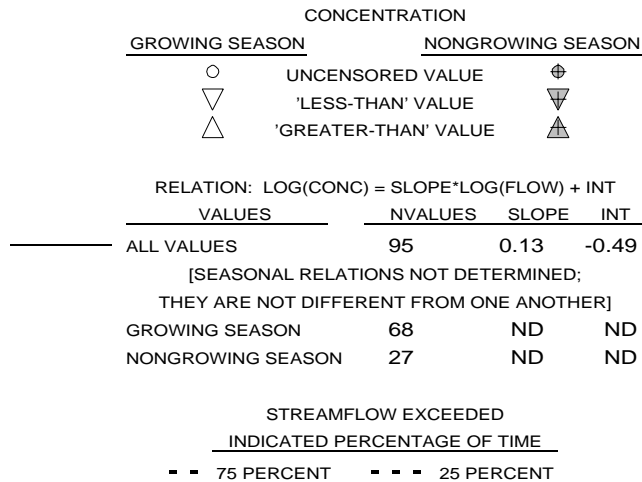 CONCENTRATION
GROWING SEASON NONGROWING SEASON
UNCENSORED VALUE
'LESS-THAN' VALUE
'GREATER-THAN' VALUE
RELATION: LOG(CONC) = SLOPE*LOG(FLOW) + INT
VALUES NVALUES SLOPE INT
ALL VALUES 95 0.13 -0.49
[SEASONAL RELATIONS NOT DETERMINED;
THEY ARE NOT DIFFERENT FROM ONE ANOTHER]
GROWING SEASON 68 ND ND
NONGROWING SEASON 27 ND ND
STREAMFLOW EXCEEDED
INDICATED PERCENTAGE OF TIME
75 PERCENT 25 PERCENT